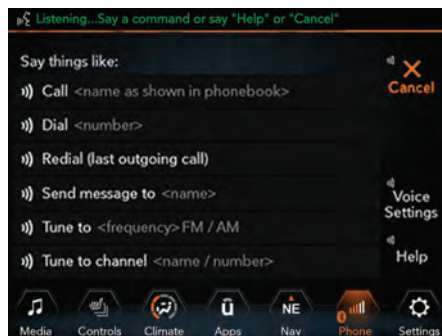 Listening...Say a command or say "Help" or "Cancel"
Say things like:
Call <name as shown in phonebook>
Dial <number>
Redial (last outgoing call)
Send message to <name>
Tune to <frequency> FM / AM
Tune to channel <name / number>
Cancel
Voice
Settings
Help
û
NE
Media Controls Climate Apps Nav Phone Settings